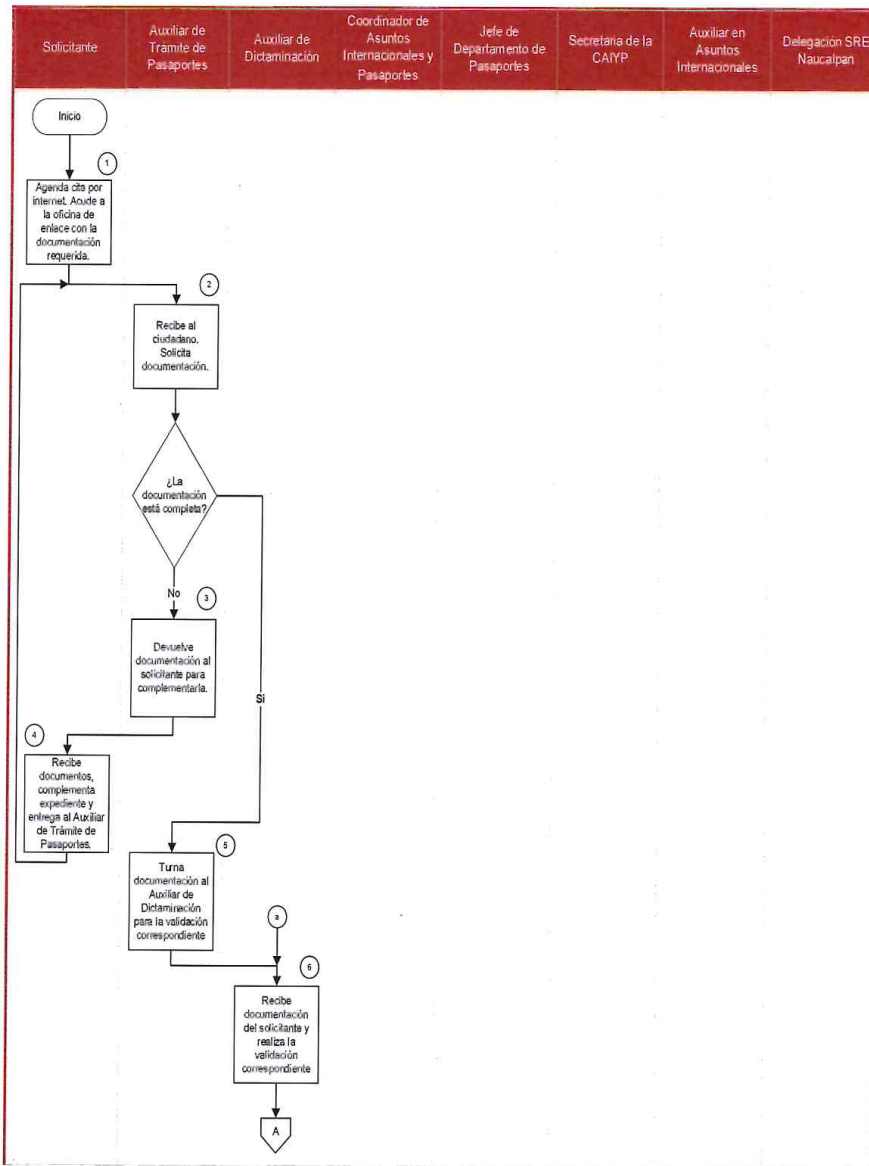 Solicitante
Auxiliar de
Trámite de
Pasaportes
Auxiliar de
Dictaminación
Coordinador de
Asuntos
Internacionales y
Pasaportes
Jefe de
Departamento de
Pasaportes
Secretaria de la
CAIYP
Auxiliar en
Asuntos
Internacionales
Delegación SRE
Naucalpan
Inicio
1
Agenda cita por
internet. Acude a
la oficina de
enlace con la
documentación
requerida.
2
Recibe al
ciudadano.
Solicita
documentación.
¿La
documentación
está completa?
No
3
Devuelve
documentación al
solicitante para
complementarla.
Si
4
Recibe
documentos,
complementa
expediente y
entrega al Auxiliar
de Trámite de
Pasaportes.
5
Turna
documentación al
Auxiliar de
Dictaminación
para la validación
correspondiente
a
6
Recibe
documentación
del solicitante y
realiza la
validación
correspondiente
A